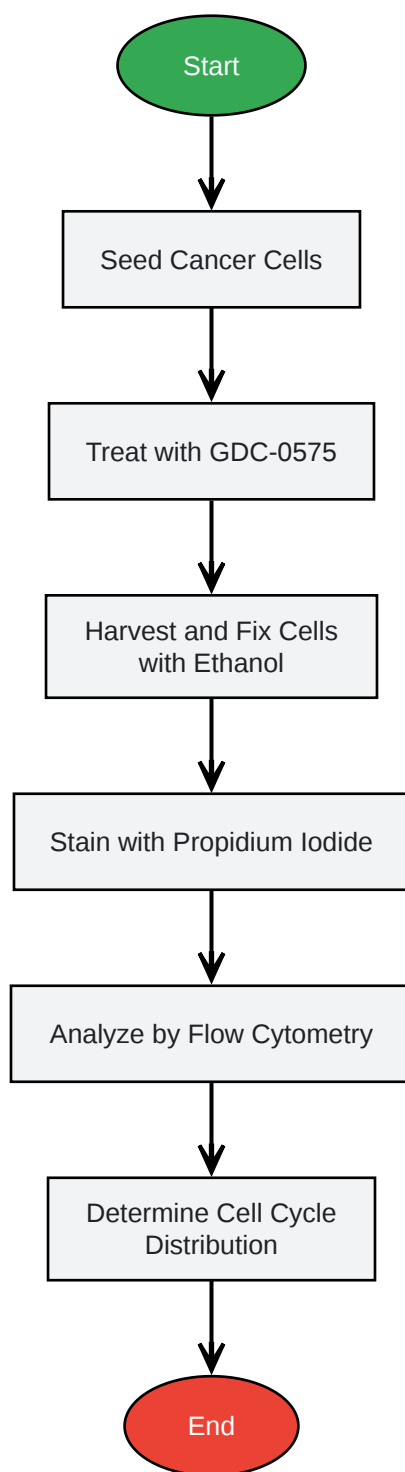 Start
Seed Cancer Cells
Treat with GDC-0575
Harvest and Fix Cells
with Ethanol
Stain with Propidium Iodide
Analyze by Flow Cytometry
Determine Cell Cycle
Distribution
End